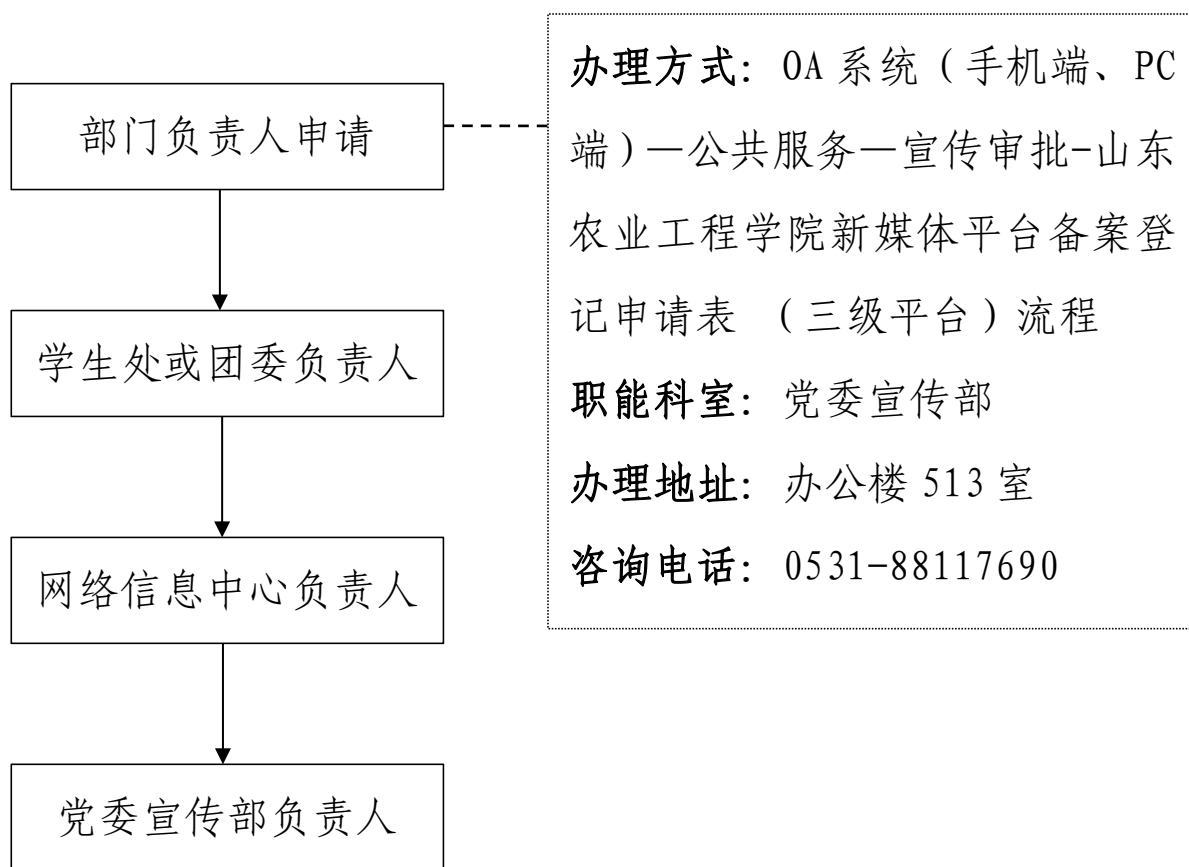 部门负责人申请
学生处或团委负责人
网络信息中心负责人
党委宣传部负责人
办理方式：OA 系统（手机端、PC
端）—公共服务—宣传审批-山东
农业工程学院新媒体平台备案登
记申请表 （三级平台）流程
职能科室：党委宣传部
办理地址：办公楼 513 室
咨询电话：0531-88117690